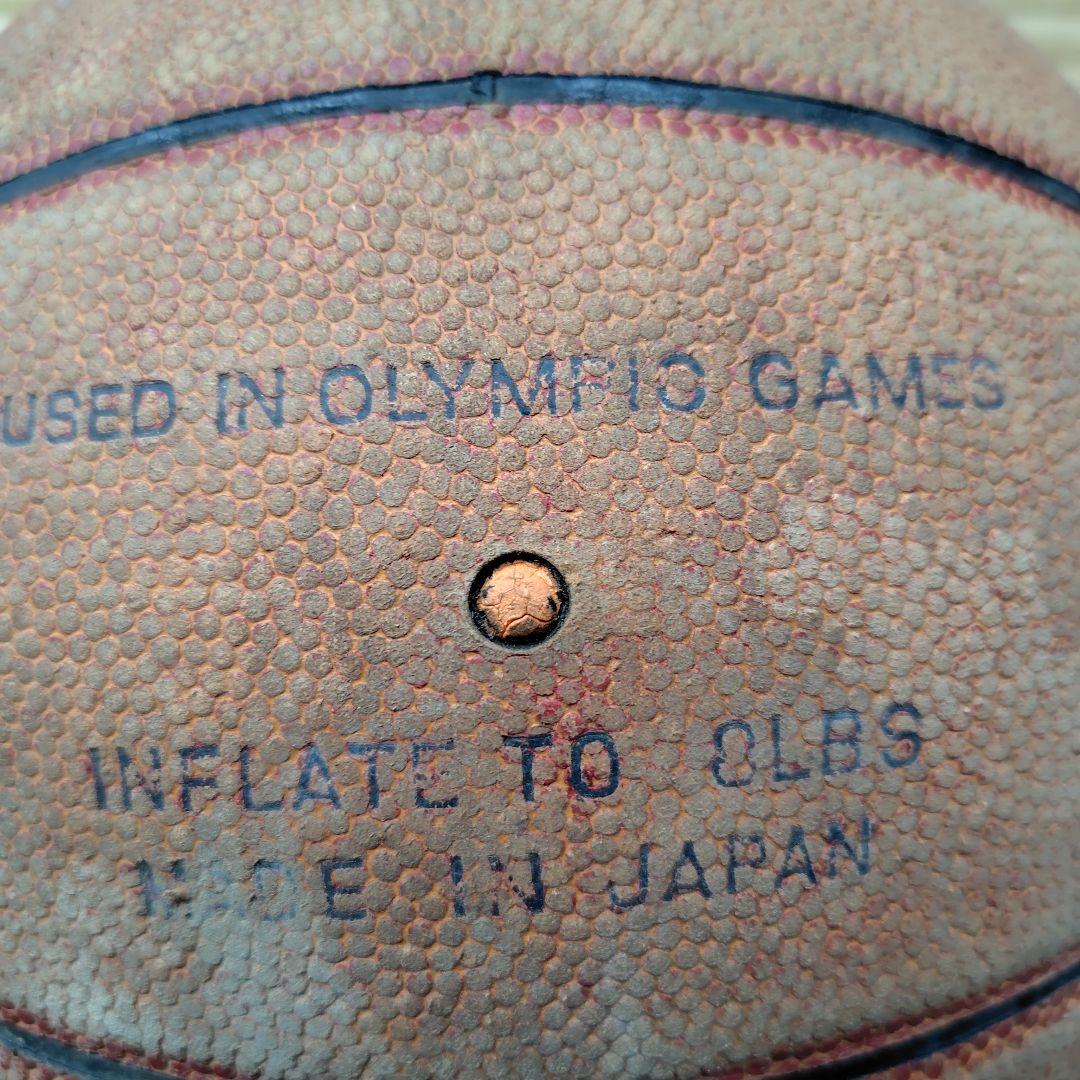 USED IN OLYMPIC GAMES
INFLATE TO 8LBS
MADE IN JAPAN